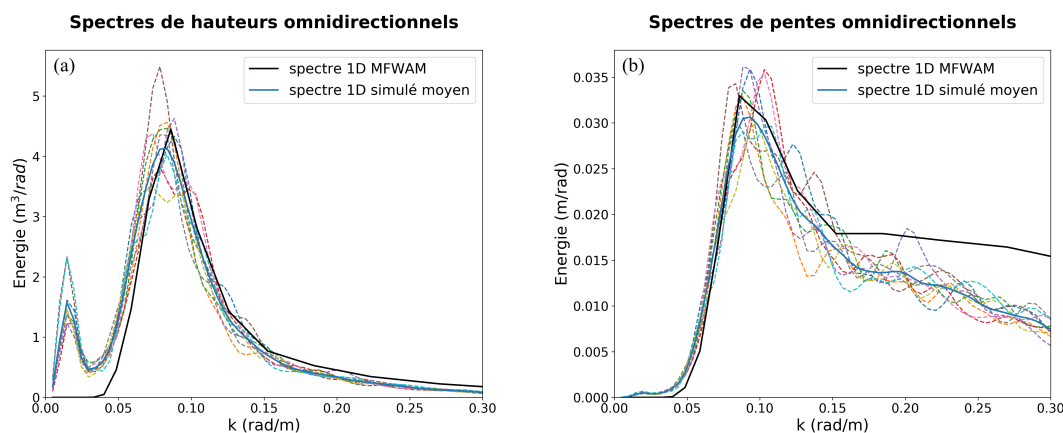 Spectres de hauteurs omnidirectionnels
(a)
spectre 1D MFWAM
spectre 1D simulé moyen
Energie (m³/rad)
5
4
3
2
1
0
0.00 0.05 0.10 0.15 0.20 0.25 0.30
k (rad/m)
Spectres de pentes omnidirectionnels
(b)
spectre 1D MFWAM
spectre 1D simulé moyen
Energie (m/rad)
0.035
0.030
0.025
0.020
0.015
0.010
0.005
0.000
0.00 0.05 0.10 0.15 0.20 0.25 0.30
k (rad/m)